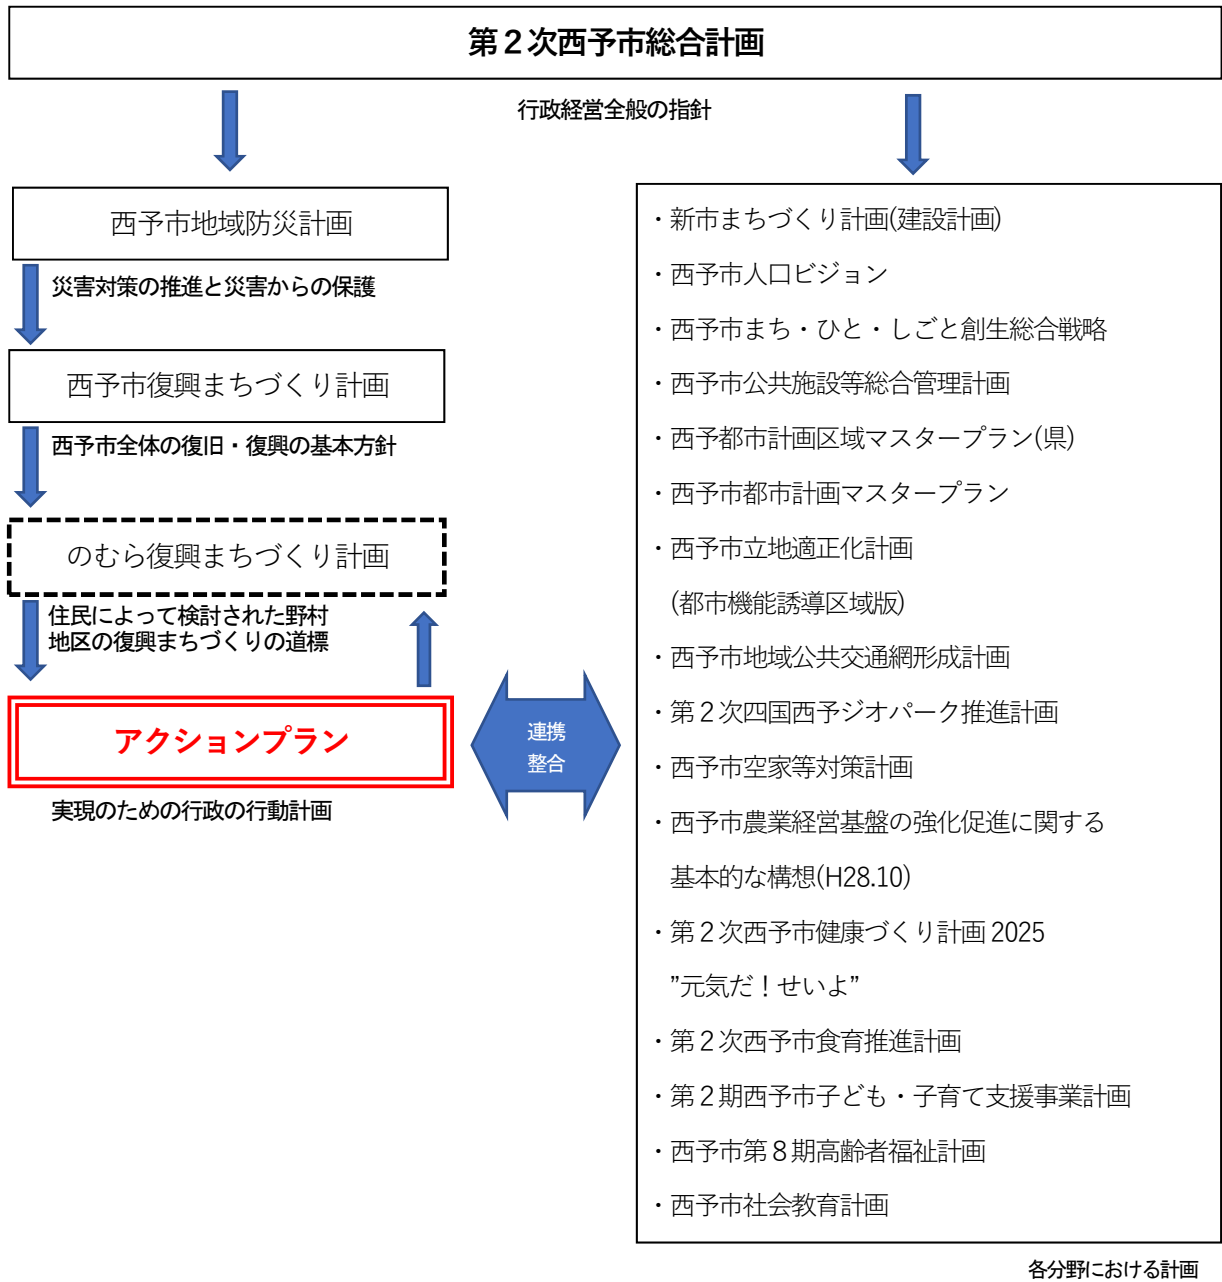 第２次西予市総合計画
行政経営全般の指針
西予市地域防災計画
災害対策の推進と災害からの保護
西予市復興まちづくり計画
西予市全体の復旧・復興の基本方針
のむら復興まちづくり計画
住民によって検討された野村
地区の復興まちづくりの道標
アクションプラン
実現のための行政の行動計画
連携
整合
・新市まちづくり計画(建設計画)
・西予市人口ビジョン
・西予市まち・ひと・しごと創生総合戦略
・西予市公共施設等総合管理計画
・西予都市計画区域マスタープラン(県)
・西予市都市計画マスタープラン
・西予市立地適正化計画
(都市機能誘導区域版)
・西予市地域公共交通網形成計画
・第２次四国西予ジオパーク推進計画
・西予市空家等対策計画
・西予市農業経営基盤の強化促進に関する
基本的な構想(H28.10)
・第２次西予市健康づくり計画 2025
”元気だ！せいよ”
・第２次西予市食育推進計画
・第２期西予市子ども・子育て支援事業計画
・西予市第８期高齢者福祉計画
・西予市社会教育計画
各分野における計画